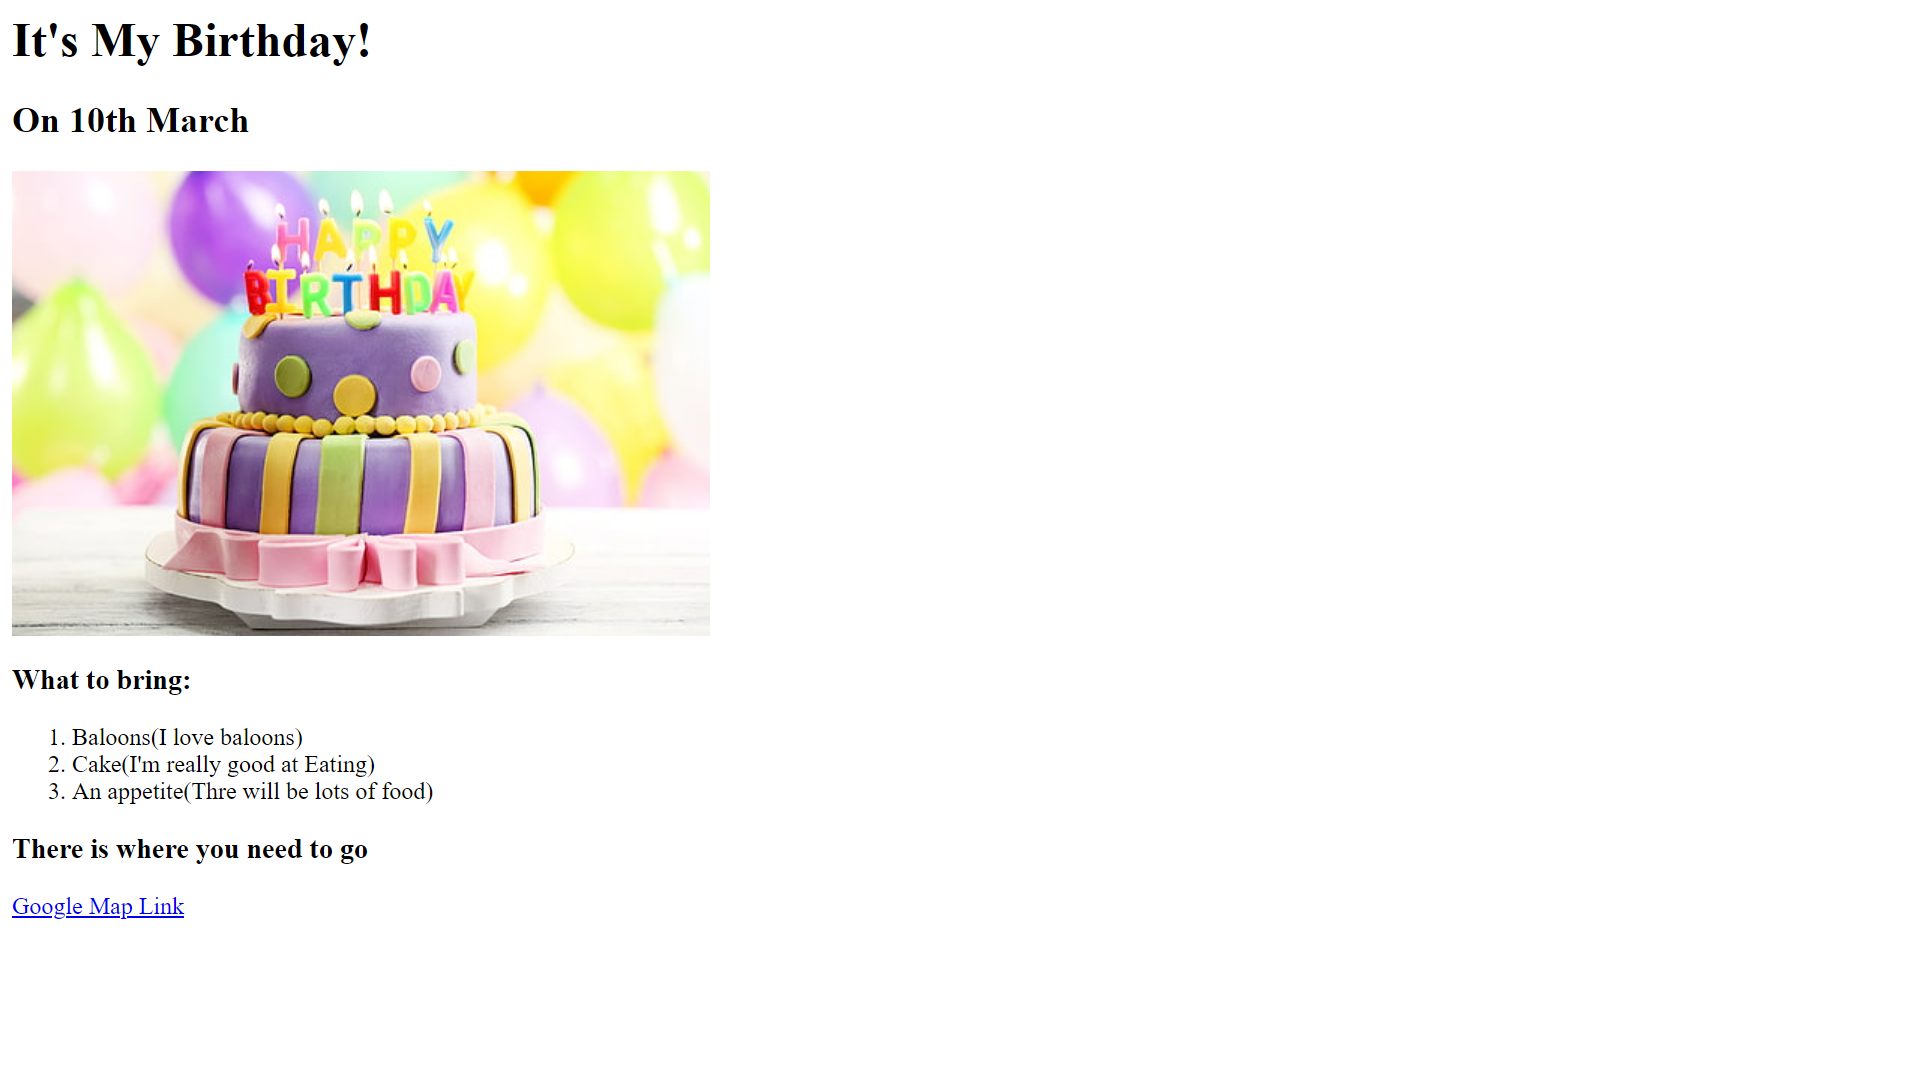 It's My Birthday!
On 10th March
HAPPY
BIRTHDAY
What to bring:
1. Baloons(I love baloons)
2. Cake(I'm really good at Eating)
3. An appetite(Thre will be lots of food)
There is where you need to go
Google Map Link